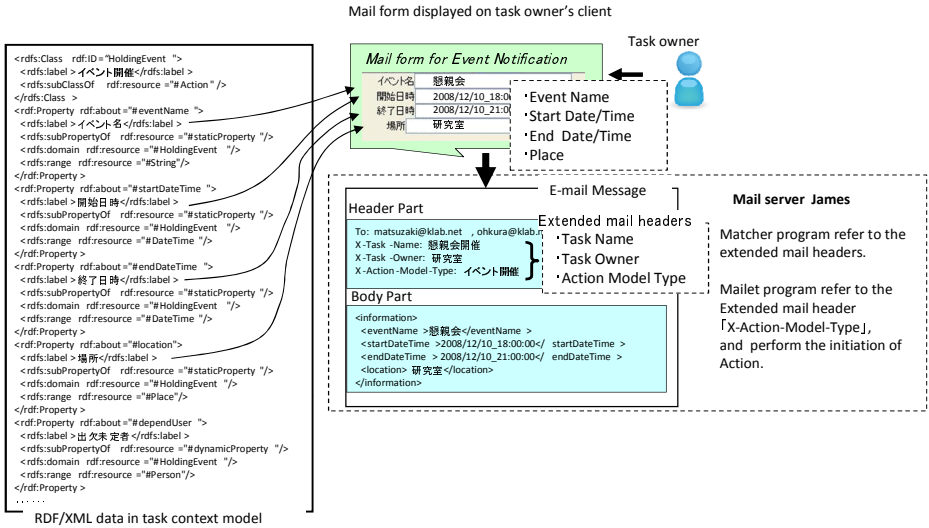 Mail form displayed on task owner's client
Task owner
<rdfs:Class rdf:ID="HoldingEvent ">
<rdfs:label >イベント開催</rdfs:label >
<rdfs:subClassOf rdf:resource ="#Action" />
</rdfs:Class >
<rdf:Property rdf:about="#eventName ">
<rdfs:label >イベント名</rdfs:label >
<rdfs:subPropertyOf rdf:resource ="#staticProperty "/>
<rdfs:domain rdf:resource ="#HoldingEvent "/>
<rdfs:range rdf:resource ="#String"/>
</rdf:Property >
<rdf:Property rdf:about="#startDateTime ">
<rdfs:label >開始日時</rdfs:label >
<rdfs:subPropertyOf rdf:resource ="#staticProperty "/>
<rdfs:domain rdf:resource ="#HoldingEvent "/>
<rdfs:range rdf:resource ="#DateTime "/>
</rdf:Property >
<rdf:Property rdf:about="#endDateTime ">
<rdfs:label >終了日時</rdfs:label >
<rdfs:subPropertyOf rdf:resource ="#staticProperty "/>
<rdfs:domain rdf:resource ="#HoldingEvent "/>
<rdfs:range rdf:resource ="#DateTime "/>
</rdf:Property >
<rdf:Property rdf:about="#location">
<rdfs:label >場所</rdfs:label >
<rdfs:subPropertyOf rdf:resource ="#staticProperty "/>
<rdfs:domain rdf:resource ="#HoldingEvent "/>
<rdfs:range rdf:resource ="#Place"/>
</rdf:Property >
<rdf:Property rdf:about="#dependUser ">
<rdfs:label >出欠未定者</rdfs:label >
<rdfs:subPropertyOf rdf:resource ="#dynamicProperty "/>
<rdfs:domain rdf:resource ="#HoldingEvent "/>
<rdfs:range rdf:resource ="#Person"/>
</rdf:Property >
......
RDF/XML data in task context model
Mail form for Event Notification
イベント名 懇親会
開始日時 2008/12/10_18:00
終了日時 2008/12/10_21:00
場所 研究室
・Event Name
・Start Date/Time
・End Date/Time
・Place
E-mail Message
Header Part
To: matsuzaki@klab.net , ohkura@klab.n
X-Task -Name: 懇親会開催
X-Task -Owner: 研究室
X-Action-Model-Type: イベント開催
Extended mail headers
・Task Name
・Task Owner
・Action Model Type
Body Part
<information>
<eventName >懇親会</eventName >
<startDateTime >2008/12/10_18:00:00</ startDateTime >
<endDateTime > 2008/12/10_21:00:00</ endDateTime >
<location> 研究室</location>
</information>
Mail server James
Matcher program refer to the
extended mail headers.
Mailet program refer to the
Extended mail header
「X-Action-Model-Type」,
and perform the initiation of
Action.